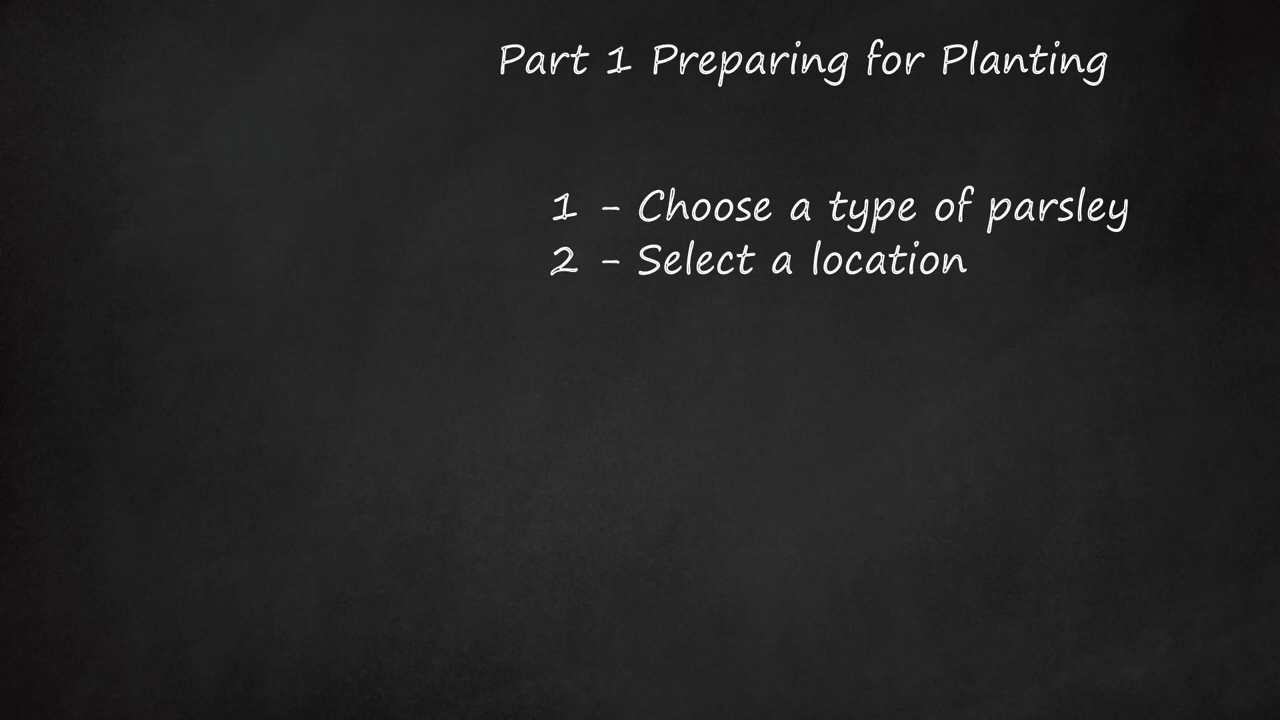 Part 1 Preparing for Planting
1 - Choose a type of parsley
2 - Select a location